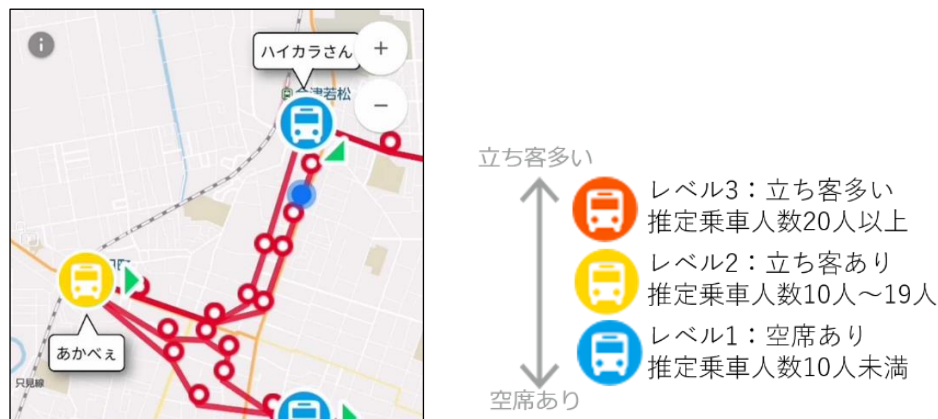 ハイカラさん
会津若松
あかべぇ
只見線
立ち客多い
レベル3：立ち客多い
推定乗車人数20人以上
レベル2：立ち客あり
推定乗車人数10人～19人
レベル1：空席あり
推定乗車人数10人未満
空席あり